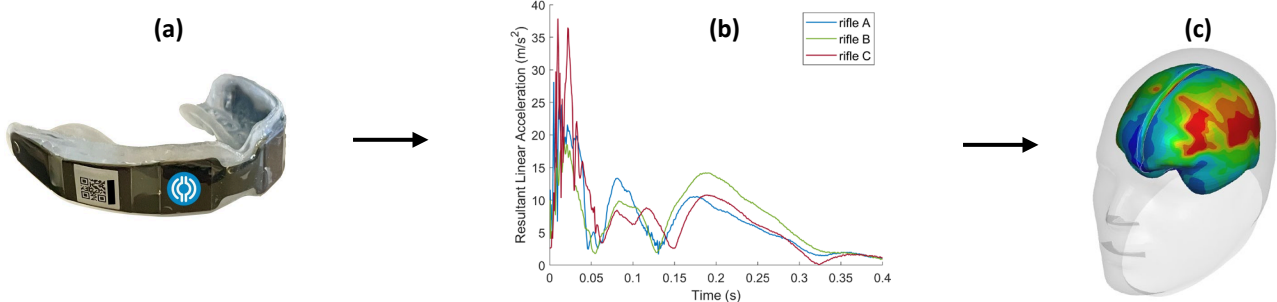 (a)
(b)
(c)
Resultant Linear Acceleration (m/s²)
40
35
30
25
20
15
10
5
0
rifle A
rifle B
rifle C
0
0.05
0.1
0.15
0.2
0.25
0.3
0.35
0.4
Time (s)